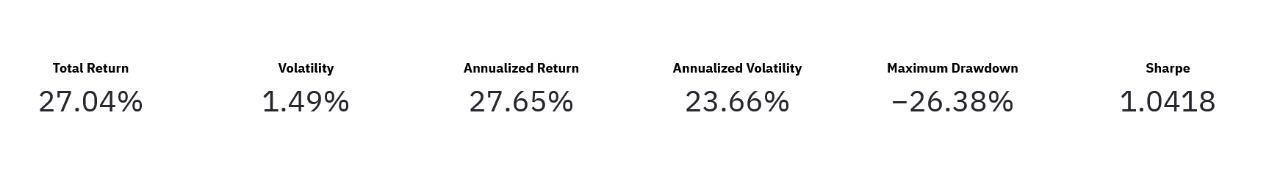 Total Return Volatility Annualized Return Annualized Volatility Maximum Drawdown Sharpe
27.04% 1.49% 27.65% 23.66% −26.38% 1.0418